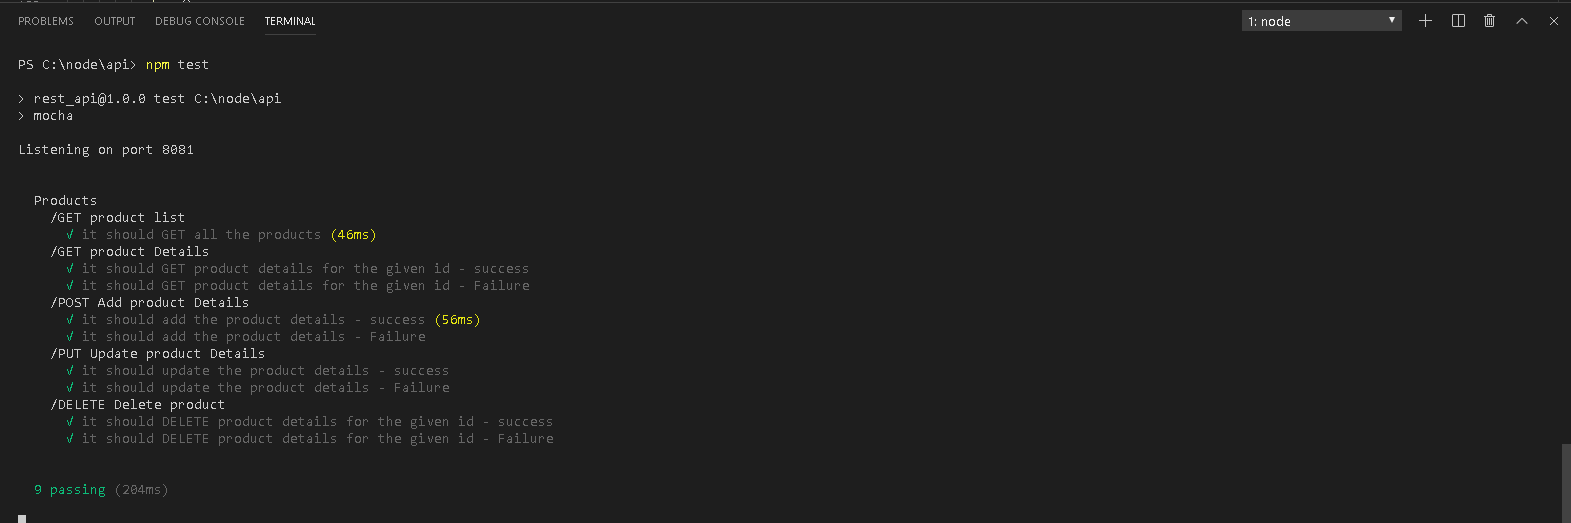 PROBLEMS OUTPUT DEBUG CONSOLE TERMINAL 1: node
PS C:\node\api> npm test
> rest_api@1.0.0 test C:\node\api
> mocha
Listening on port 8081
Products
/GET product list
√ it should GET all the products (46ms)
/GET product Details
√ it should GET product details for the given id - success
√ it should GET product details for the given id - Failure
/POST Add product Details
√ it should add the product details - success (56ms)
√ it should add the product details - Failure
/PUT Update product Details
√ it should update the product details - success
√ it should update the product details - Failure
/DELETE Delete product
√ it should DELETE product details for the given id - success
√ it should DELETE product details for the given id - Failure
9 passing (204ms)